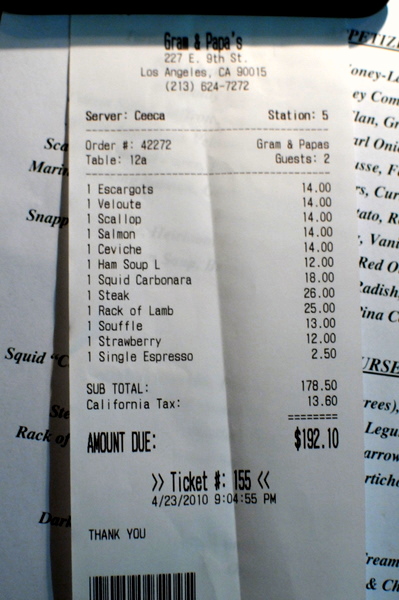 Gram & Papa's
227 E. 9th St.
Los Angeles, CA 90015
(213) 624-7272
Server: Ceeca Station: 5
Order #: 42272 Gram & Papas
Table: 12a Guests: 2
1 Escargots 14.00
1 Veloute 14.00
1 Scallop 14.00
1 Salmon 14.00
1 Ceviche 14.00
1 Ham Soup L 12.00
1 Squid Carbonara 18.00
1 Steak 26.00
1 Rack of Lamb 25.00
1 Souffle 13.00
1 Strawberry 12.00
1 Single Espresso 2.50
SUB TOTAL: 178.50
California Tax: 13.60
========
AMOUNT DUE: $192.10
>> Ticket #: 155 <<
4/23/2010 9:04:55 PM
THANK YOU
Squid "C
Rack of